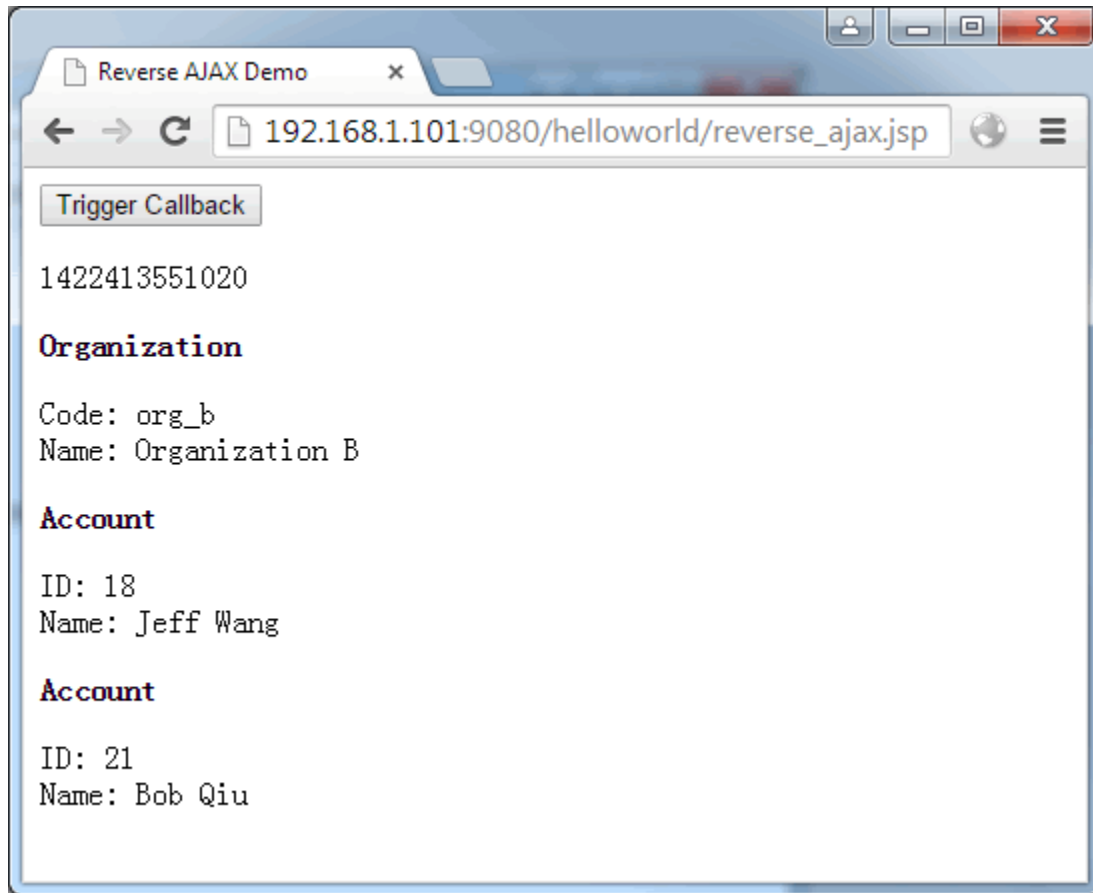 Reverse AJAX Demo
192.168.1.101:9080/helloworld/reverse_ajax.jsp
Trigger Callback
1422413551020
Organization
Code: org_b
Name: Organization B
Account
ID: 18
Name: Jeff Wang
Account
ID: 21
Name: Bob Qiu